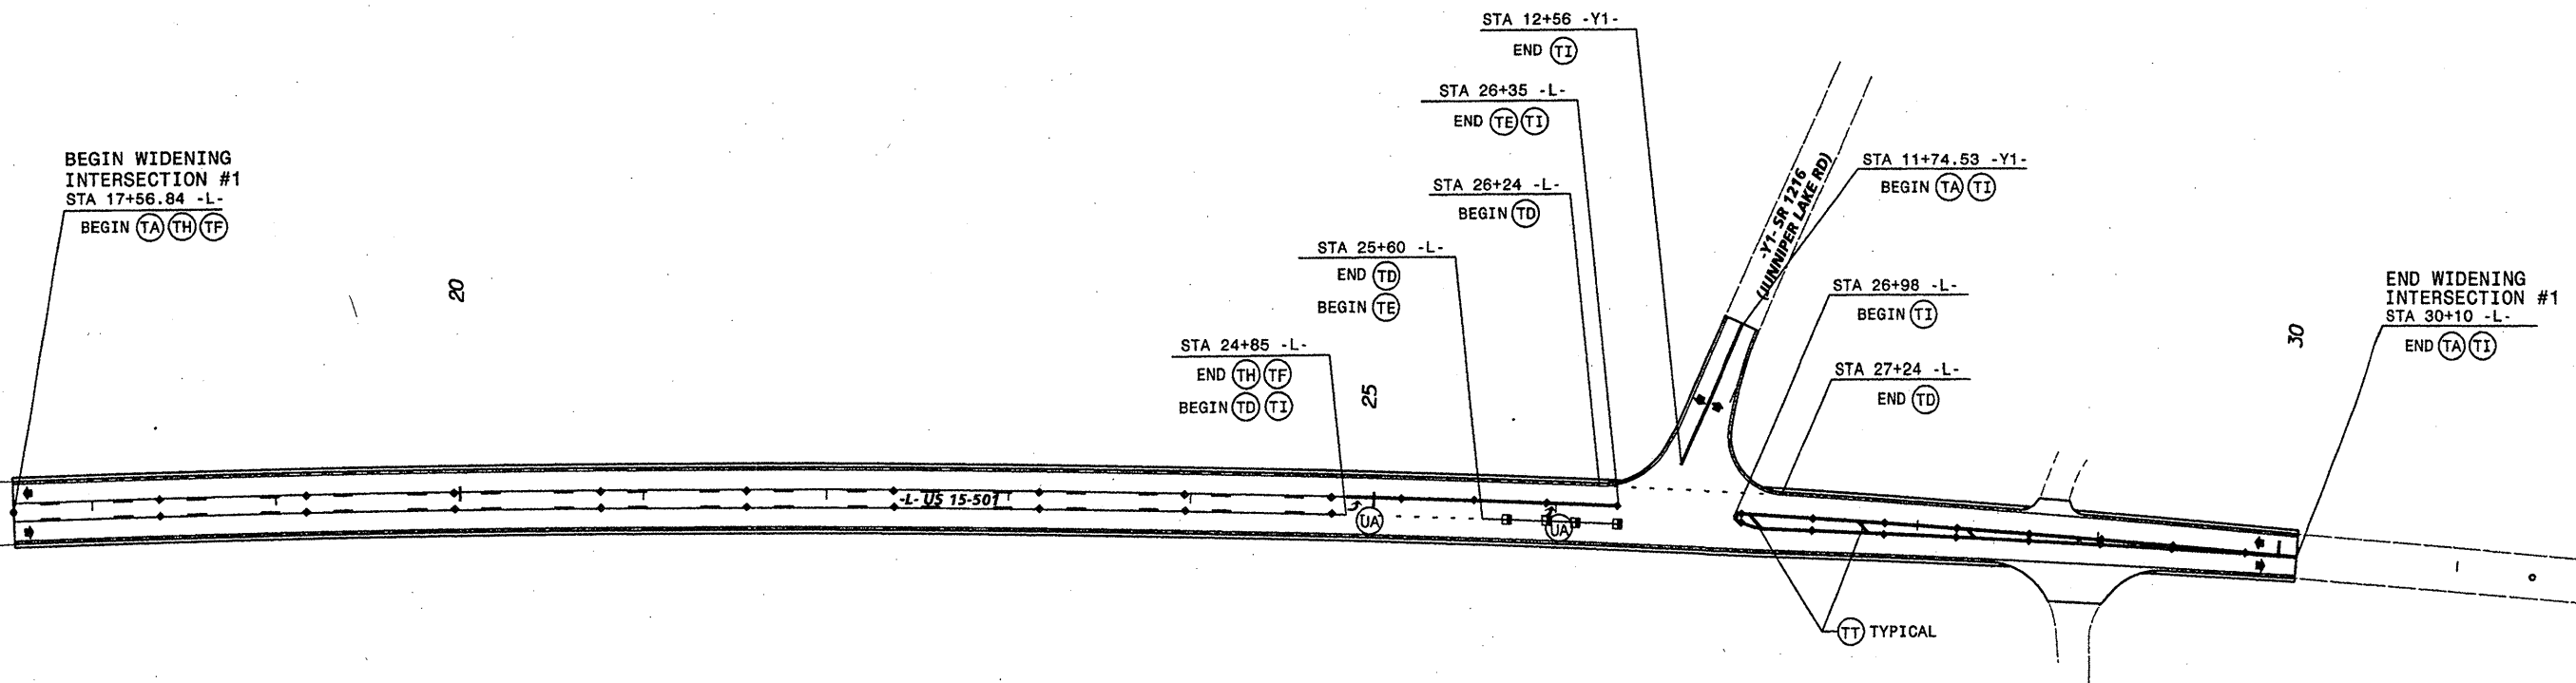 STA 12+56 -Y1-
END TI
STA 26+35 -L-
END TE TI
BEGIN WIDENING
INTERSECTION #1
STA 17+56.84 -L-
BEGIN TA TH TF
STA 26+24 -L-
BEGIN TD
-Y1- SR 1216
(JUNNIPER LAKE RD)
STA 11+74.53 -Y1-
BEGIN TA TI
20
STA 25+60 -L-
END TD
BEGIN TE
STA 26+98 -L-
BEGIN TI
END WIDENING
INTERSECTION #1
STA 30+10 -L-
END TA TI
30
STA 24+85 -L-
END TH TF
BEGIN TD TI
25
STA 27+24 -L-
END TD
-L- US 15-501
UA
UA
TT TYPICAL